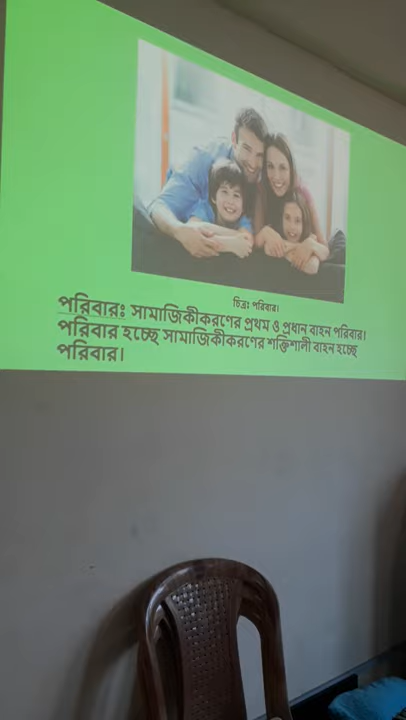 চিত্রঃ পরিবার।
পরিবারঃ সামাজিকীকরণের প্রথম ও প্রধান বাহন পরিবার।
পরিবার হচ্ছে সামাজিকীকরণের শক্তিশালী বাহন হচ্ছে
পরিবার।